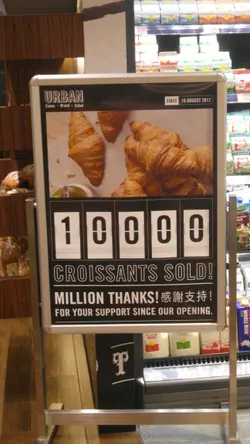 URBAN
Cakes • Bread • Salad
SINCE 10 AUGUST 2017
10000
CROISSANTS SOLD!
MILLION THANKS! 感謝支持!
FOR YOUR SUPPORT SINCE OUR OPENING.